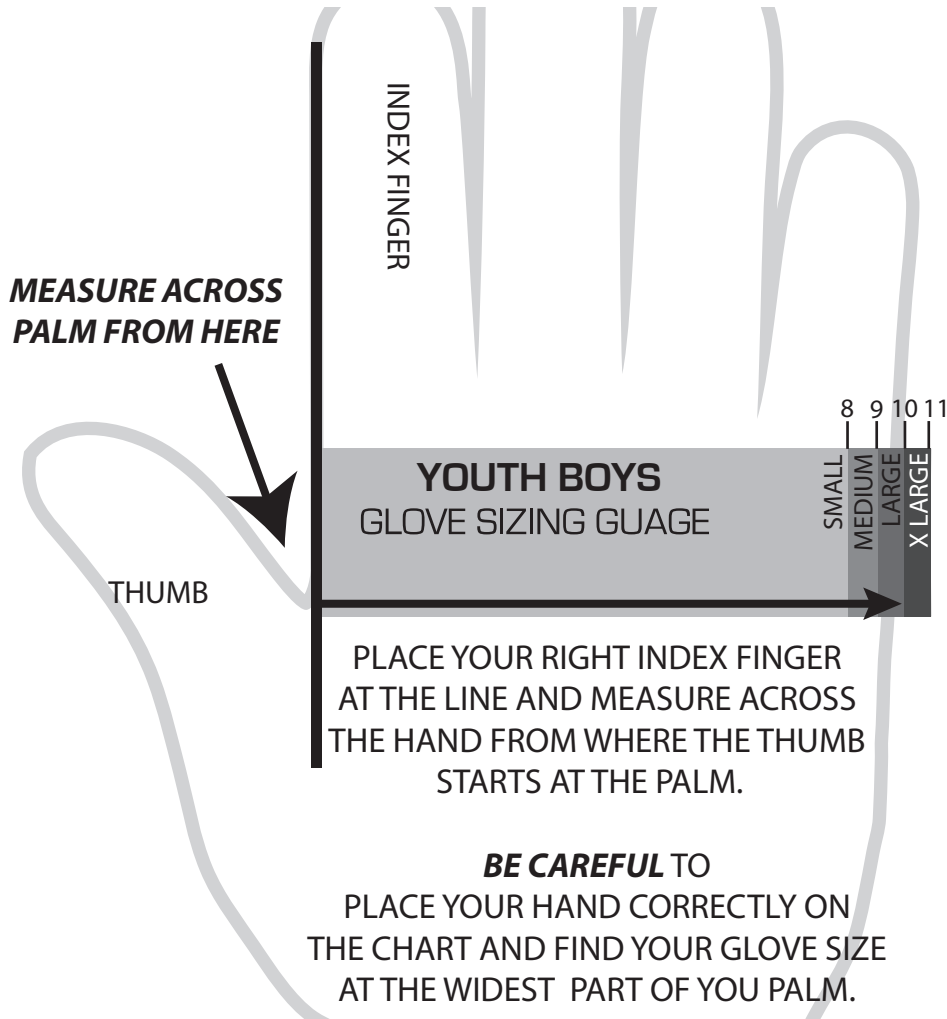 INDEX FINGER
MEASURE ACROSS
PALM FROM HERE
8 9 10 11
YOUTH BOYS
GLOVE SIZING GUAGE
SMALL
MEDIUM
LARGE
X LARGE
THUMB
PLACE YOUR RIGHT INDEX FINGER
AT THE LINE AND MEASURE ACROSS
THE HAND FROM WHERE THE THUMB
STARTS AT THE PALM.
BE CAREFUL TO
PLACE YOUR HAND CORRECTLY ON
THE CHART AND FIND YOUR GLOVE SIZE
AT THE WIDEST PART OF YOU PALM.